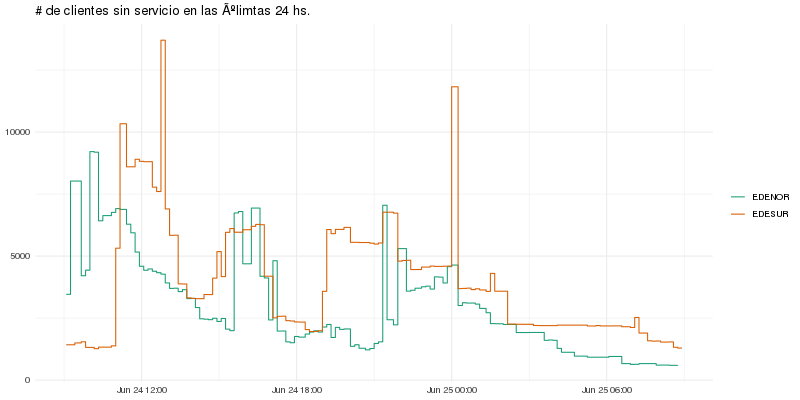 # de clientes sin servicio en las Ãºlimtas 24 hs.
10000
5000
0
Jun 24 12:00
Jun 24 18:00
Jun 25 00:00
Jun 25 06:00
EDENOR
EDESUR